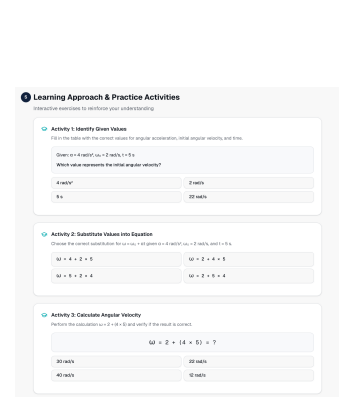 5 Learning Approach & Practice Activities
Interactive exercises to reinforce your understanding
Activity 1: Identify Given Values
Fill in the table with the correct values for angular acceleration, initial angular velocity, and time.
Given: α = 4 rad/s², ω₀ = 2 rad/s, t = 5 s
Which value represents the initial angular velocity?
4 rad/s² 2 rad/s
5 s 22 rad/s
Activity 2: Substitute Values into Equation
Choose the correct substitution for ω = ω₀ + αt given α = 4 rad/s², ω₀ = 2 rad/s, and t = 5 s.
ω = 4 + 2 × 5 ω = 2 + 4 × 5
ω = 5 + 2 × 4 ω = 2 + 5 + 4
Activity 3: Calculate Angular Velocity
Perform the calculation ω = 2 + (4 × 5) and verify if the result is correct.
ω = 2 + (4 × 5) = ?
30 rad/s 22 rad/s
40 rad/s 12 rad/s